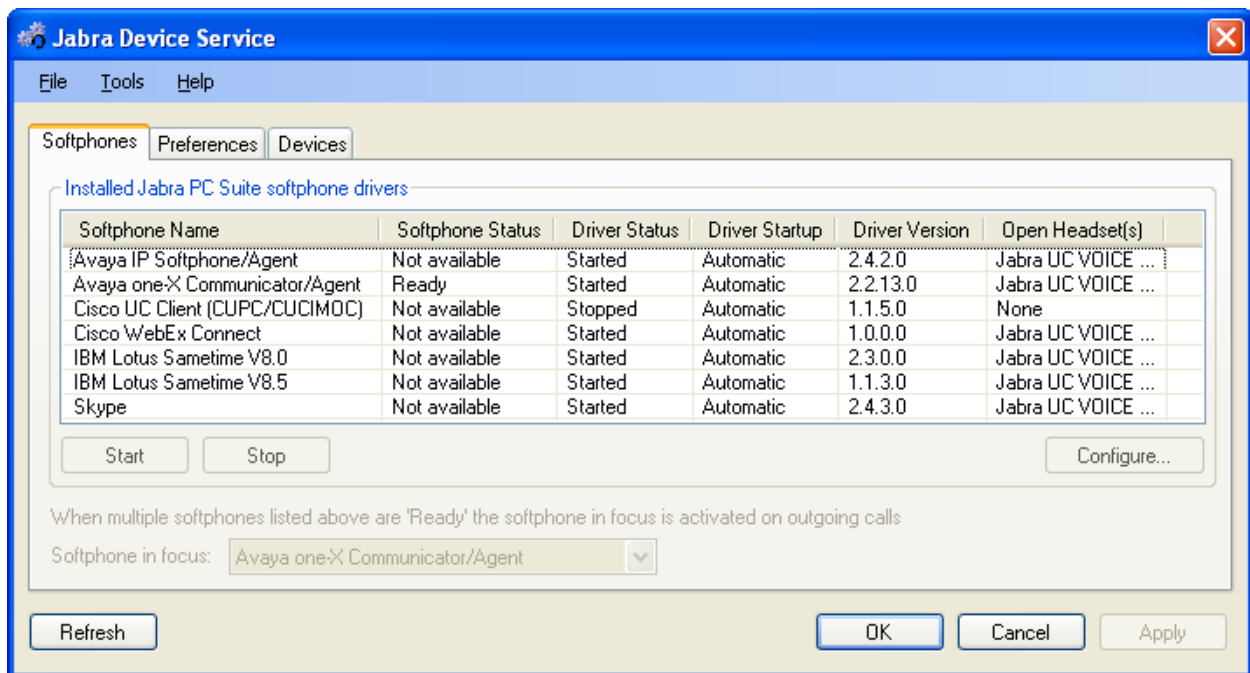 Jabra Device Service
File Tools Help
Softphones Preferences Devices
Installed Jabra PC Suite softphone drivers
Softphone Name Softphone Status Driver Status Driver Startup Driver Version Open Headset(s)
Avaya IP Softphone/Agent Not available Started Automatic 2.4.2.0 Jabra UC VOICE ...
Avaya one-X Communicator/Agent Ready Started Automatic 2.2.13.0 Jabra UC VOICE ...
Cisco UC Client (CUPC/CUCIMOC) Not available Stopped Automatic 1.1.5.0 None
Cisco WebEx Connect Not available Started Automatic 1.0.0.0 Jabra UC VOICE ...
IBM Lotus Sametime V8.0 Not available Started Automatic 2.3.0.0 Jabra UC VOICE ...
IBM Lotus Sametime V8.5 Not available Started Automatic 1.1.3.0 Jabra UC VOICE ...
Skype Not available Started Automatic 2.4.3.0 Jabra UC VOICE ...
Start Stop Configure...
When multiple softphones listed above are 'Ready' the softphone in focus is activated on outgoing calls
Softphone in focus: Avaya one-X Communicator/Agent
Refresh OK Cancel Apply